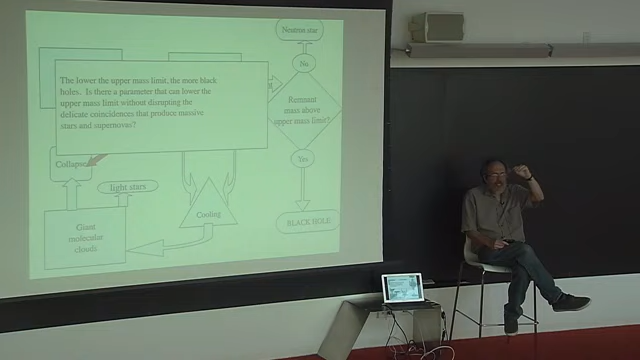 Neutron star
No
The lower the upper mass limit, the more black
holes. Is there a parameter that can lower the
upper mass limit without disrupting the
delicate coincidences that produce massive
stars and supernovas?
Remnant
mass above
upper mass limit?
Collapse
Yes
light stars
Cooling
BLACK HOLE
Giant
molecular
clouds